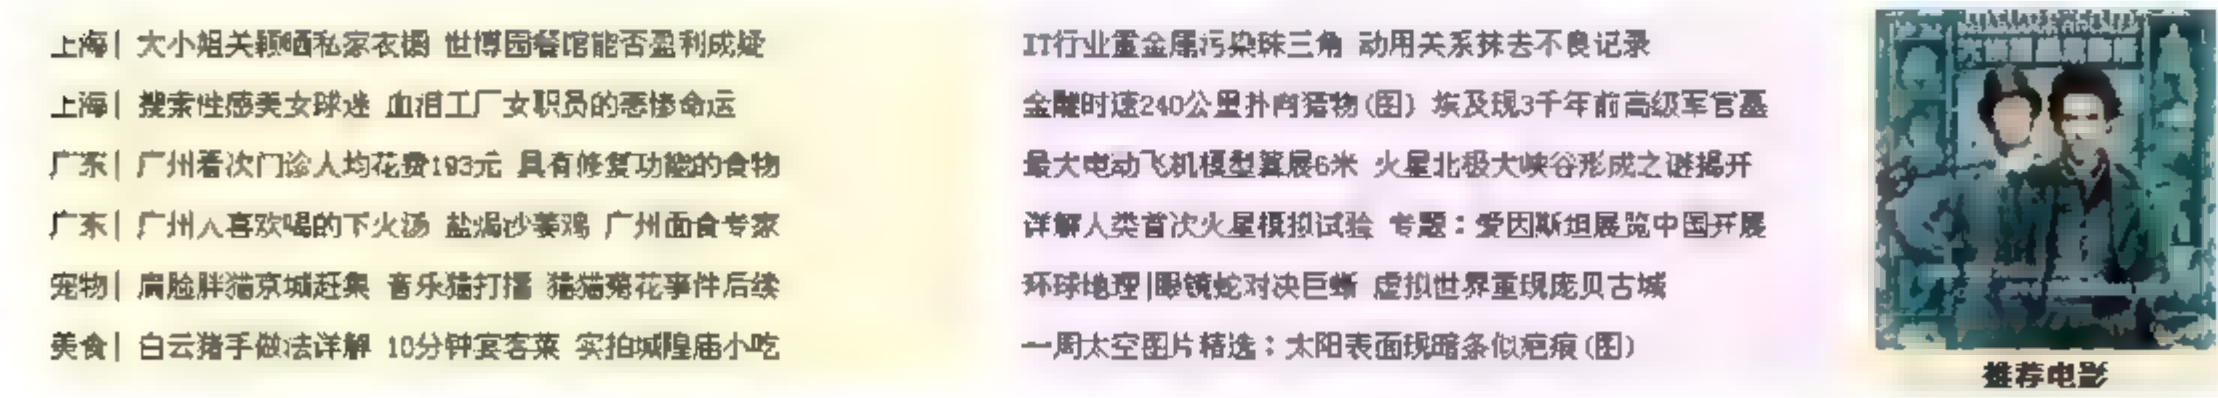 上海| 大小姐关颖晒私家衣橱 世博园餐馆能否盈利成疑
上海| 搜索性感美女球迷 血泪工厂女职员的悲惨命运
广东| 广州看次门诊人均花费193元 具有修复功能的食物
广东| 广州人喜欢喝的下火汤 盐焗沙姜鸡 广州面食专家
宠物| 扁脸胖猫京城赶集 音乐猫打擂 猫猫菊花事件后续
美食| 白云猪手做法详解 10分钟宴客菜 实拍城隍庙小吃
IT行业重金属污染珠三角 动用关系抹去不良记录
金雕时速240公里扑向猎物(图) 埃及现3千年前高级军官墓
最大电动飞机模型翼展6米 火星北极大峡谷形成之谜揭开
详解人类首次火星模拟试验 专题：爱因斯坦展览中国开展
环球地理|眼镜蛇对决巨蜥 虚拟世界重现庞贝古城
一周太空图片精选：太阳表面现暗条似疤痕(图)
推荐电影